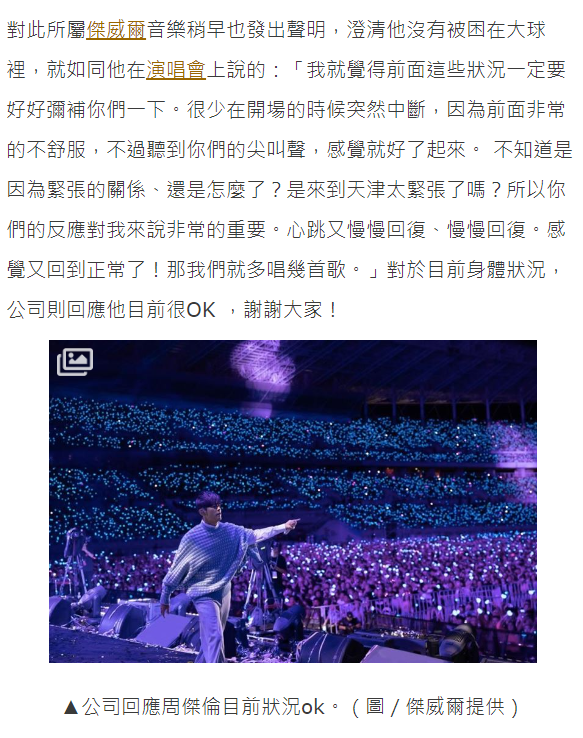 對此所屬傑威爾音樂稍早也發出聲明，澄清他沒有被困在大球
裡，就如同他在演唱會上說的：「我就覺得前面這些狀況一定要
好好彌補你們一下。很少在開場的時候突然中斷，因為前面非常
的不舒服，不過聽到你們的尖叫聲，感覺就好了起來。 不知道是
因為緊張的關係、還是怎麼了？是來到天津太緊張了嗎？所以你
們的反應對我來說非常的重要。心跳又慢慢回復、慢慢回復。感
覺又回到正常了！那我們就多唱幾首歌。」對於目前身體狀況，
公司則回應他目前很OK ，謝謝大家！
▲公司回應周傑倫目前狀況ok。（圖／傑威爾提供）